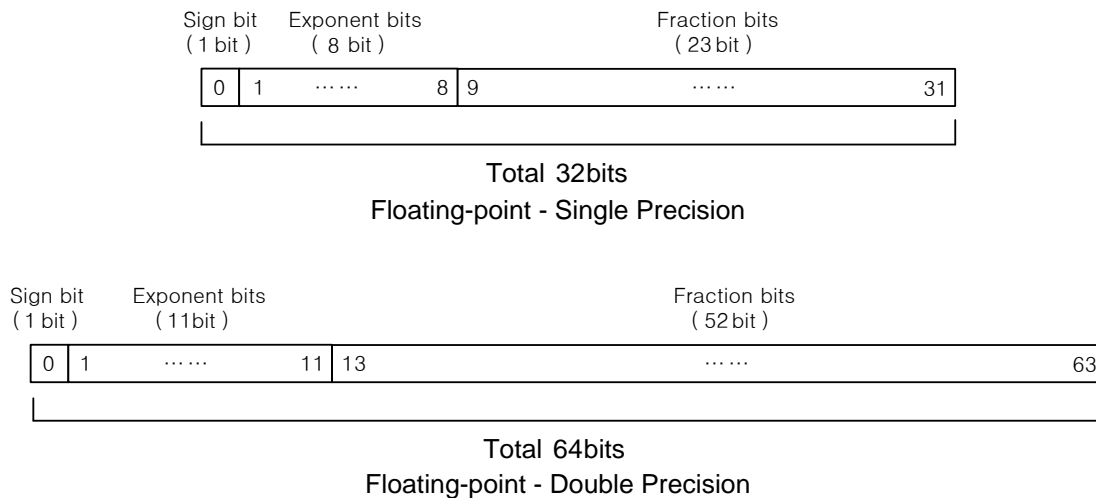 Sign bit Exponent bits Fraction bits
( 1 bit ) ( 8 bit ) ( 23 bit )
0 1 ...... 8 9 ...... 31
Total 32bits
Floating-point - Single Precision
Sign bit Exponent bits Fraction bits
( 1 bit ) ( 11bit ) ( 52 bit )
0 1 ...... 11 13 ...... 63
Total 64bits
Floating-point - Double Precision